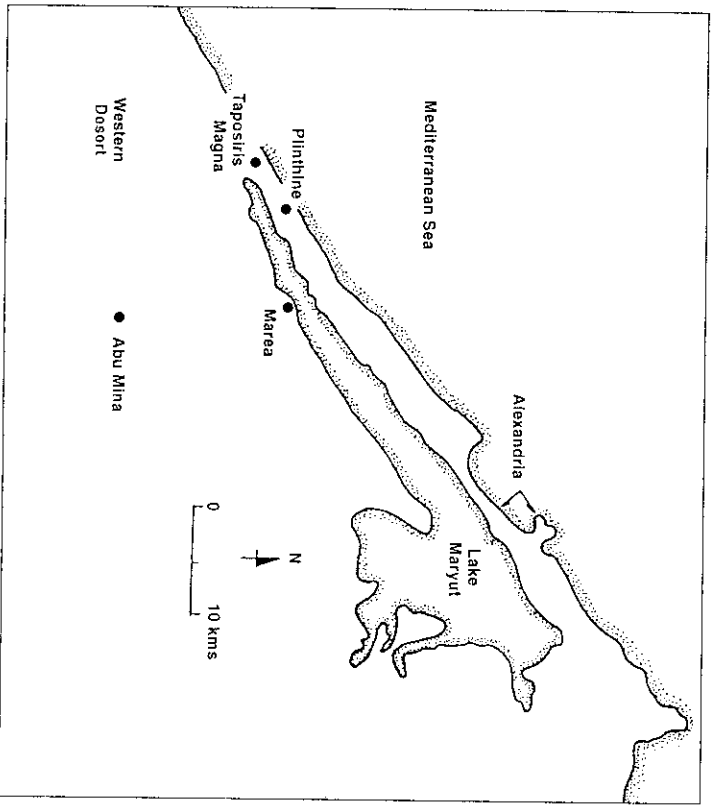 Mediterranean Sea
Alexandria
Plinthine
Taposiris
Magna
Marea
Lake
Maryut
Western
Dosort
Abu Mina
N
0
10 kms